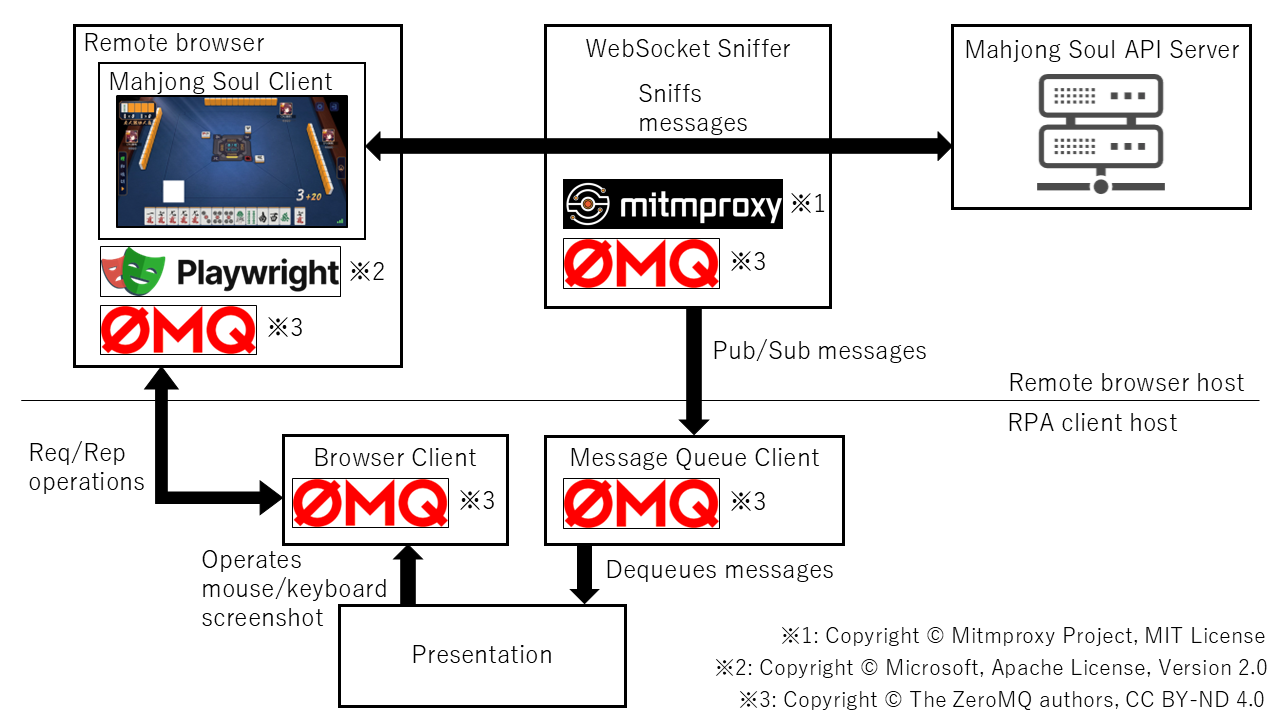 Remote browser
Mahjong Soul Client
3+20
Playwright ※2
ØMQ ※3
WebSocket Sniffer
Sniffs
messages
mitmproxy ※1
ØMQ ※3
Mahjong Soul API Server
Pub/Sub messages
Remote browser host
RPA client host
Req/Rep
operations
Browser Client
ØMQ ※3
Message Queue Client
ØMQ ※3
Operates
mouse/keyboard
screenshot
Dequeues messages
Presentation
※1: Copyright © Mitmproxy Project, MIT License
※2: Copyright © Microsoft, Apache License, Version 2.0
※3: Copyright © The ZeroMQ authors, CC BY-ND 4.0